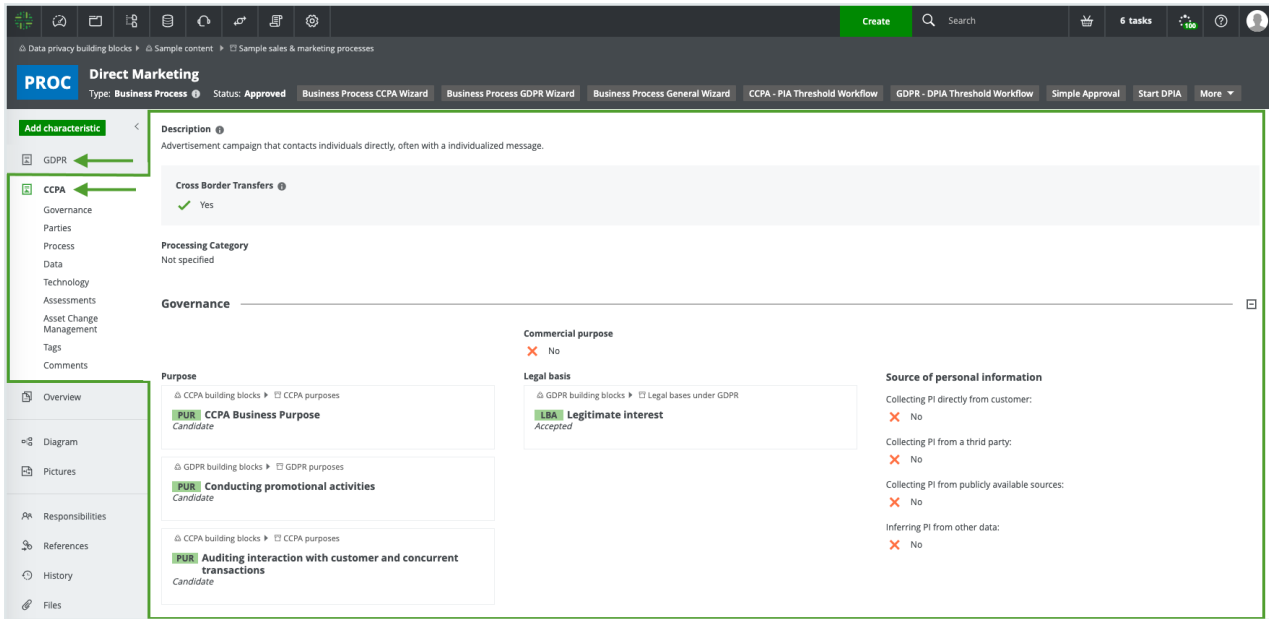 Create
Search
6 tasks
100
Data privacy building blocks Sample content Sample sales & marketing processes
PROC
Direct Marketing
Type: Business Process Status: Approved
Business Process CCPA Wizard
Business Process GDPR Wizard
Business Process General Wizard
CCPA - PIA Threshold Workflow
GDPR - DPIA Threshold Workflow
Simple Approval
Start DPIA
More
Add characteristic
GDPR
CCPA
Governance
Parties
Process
Data
Technology
Assessments
Asset Change
Management
Tags
Comments
Overview
Diagram
Pictures
Responsibilities
References
History
Files
Description
Advertisement campaign that contacts individuals directly, often with a individualized message.
Cross Border Transfers
Yes
Processing Category
Not specified
Governance
Commercial purpose
No
Purpose
CCPA building blocks CCPA purposes
PUR CCPA Business Purpose
Candidate
GDPR building blocks GDPR purposes
PUR Conducting promotional activities
Candidate
CCPA building blocks CCPA purposes
PUR Auditing interaction with customer and concurrent
transactions
Candidate
Legal basis
GDPR building blocks Legal bases under GDPR
LBA Legitimate interest
Accepted
Source of personal information
Collecting PI directly from customer:
No
Collecting PI from a thrid party:
No
Collecting PI from publicly available sources:
No
Inferring PI from other data:
No